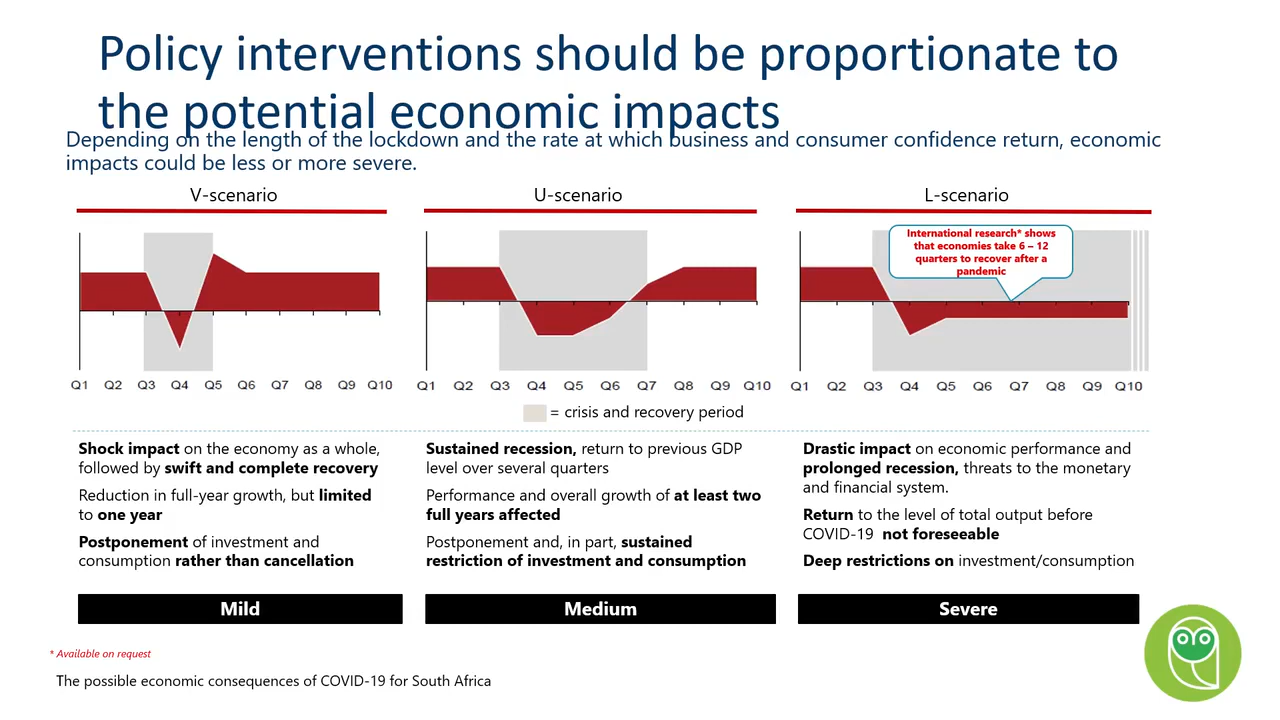 Policy interventions should be proportionate to
the potential economic impacts
Depending on the length of the lockdown and the rate at which business and consumer confidence return, economic
impacts could be less or more severe.
V-scenario
U-scenario
L-scenario
International research* shows
that economies take 6 – 12
quarters to recover after a
pandemic
Q1 Q2 Q3 Q4 Q5 Q6 Q7 Q8 Q9 Q10
Q1 Q2 Q3 Q4 Q5 Q6 Q7 Q8 Q9 Q10
Q1 Q2 Q3 Q4 Q5 Q6 Q7 Q8 Q9 Q10
= crisis and recovery period
Shock impact on the economy as a whole,
followed by swift and complete recovery
Reduction in full-year growth, but limited
to one year
Postponement of investment and
consumption rather than cancellation
Mild
Sustained recession, return to previous GDP
level over several quarters
Performance and overall growth of at least two
full years affected
Postponement and, in part, sustained
restriction of investment and consumption
Medium
Drastic impact on economic performance and
prolonged recession, threats to the monetary
and financial system.
Return to the level of total output before
COVID-19 not foreseeable
Deep restrictions on investment/consumption
Severe
* Available on request
The possible economic consequences of COVID-19 for South Africa